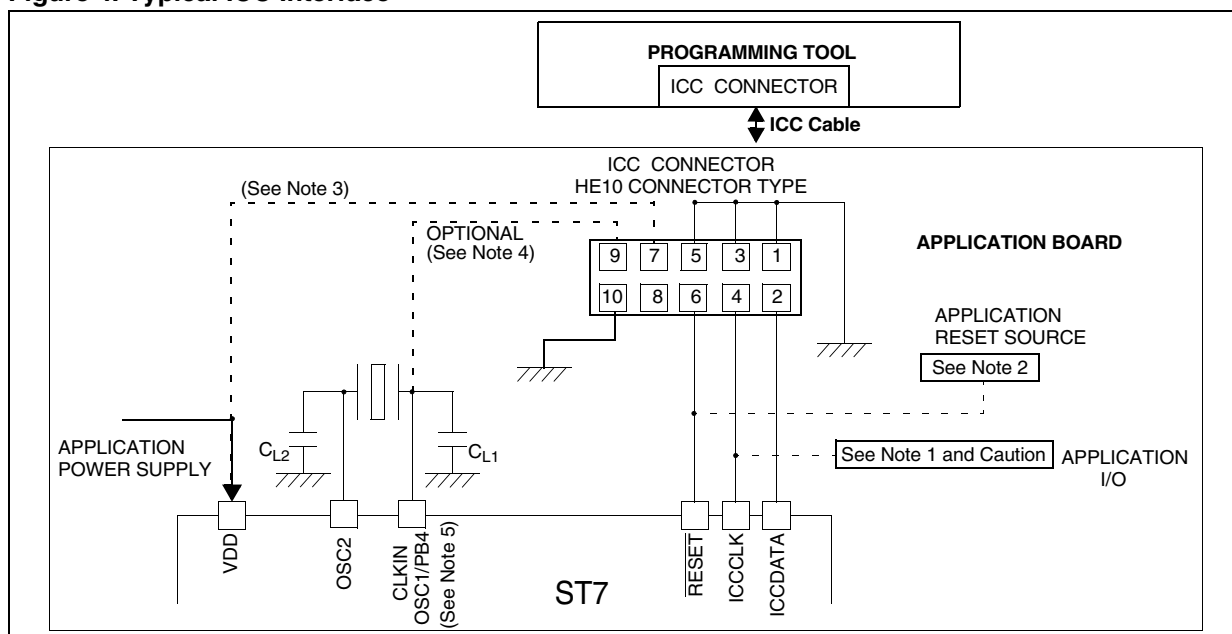 Figure 4. Typical ICC Interface
PROGRAMMING TOOL
ICC CONNECTOR
ICC Cable
ICC CONNECTOR
HE10 CONNECTOR TYPE
(See Note 3)
OPTIONAL
(See Note 4)
APPLICATION BOARD
9 7 5 3 1
10 8 6 4 2
APPLICATION
RESET SOURCE
See Note 2
APPLICATION
POWER SUPPLY
CL2
CL1
See Note 1 and Caution
APPLICATION
I/O
VDD
OSC2
CLKIN
OSC1/PB4
(See Note 5)
RESET
ICCCLK
ICCDATA
ST7